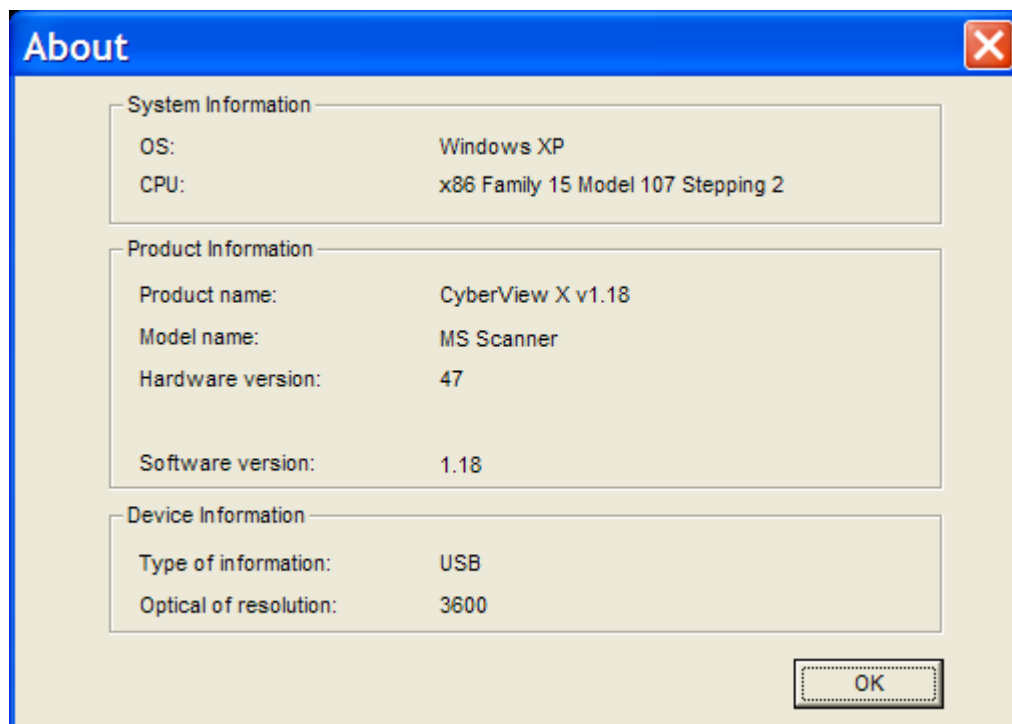 About
System Information
OS: Windows XP
CPU: x86 Family 15 Model 107 Stepping 2
Product Information
Product name: CyberView X v1.18
Model name: MS Scanner
Hardware version: 47
Software version: 1.18
Device Information
Type of information: USB
Optical of resolution: 3600
OK